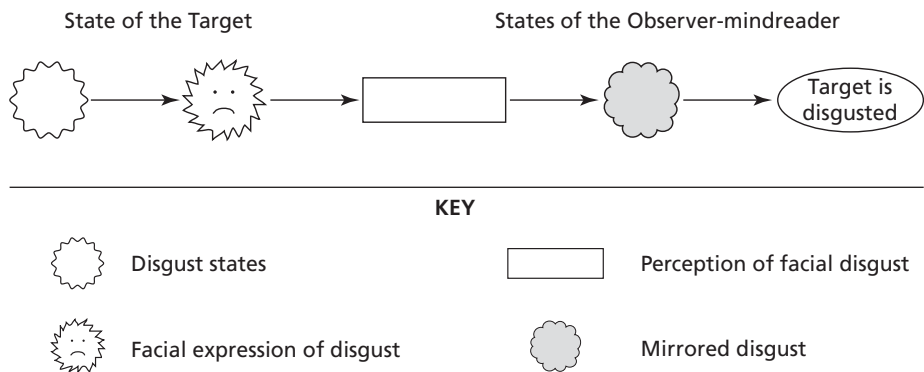 State of the Target
States of the Observer-mindreader
Target is
disgusted
KEY
Disgust states
Perception of facial disgust
Facial expression of disgust
Mirrored disgust